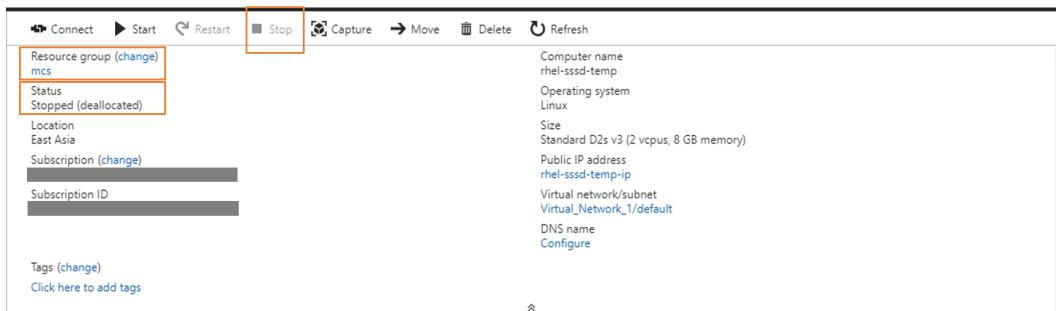 Connect Start Restart Stop Capture Move Delete Refresh
Resource group (change)
mcs
Status
Stopped (deallocated)
Location
East Asia
Subscription (change)
Subscription ID
Tags (change)
Click here to add tags
Computer name
rhel-sssd-temp
Operating system
Linux
Size
Standard D2s v3 (2 vcpus, 8 GB memory)
Public IP address
rhel-sssd-temp-ip
Virtual network/subnet
Virtual_Network_1/default
DNS name
Configure